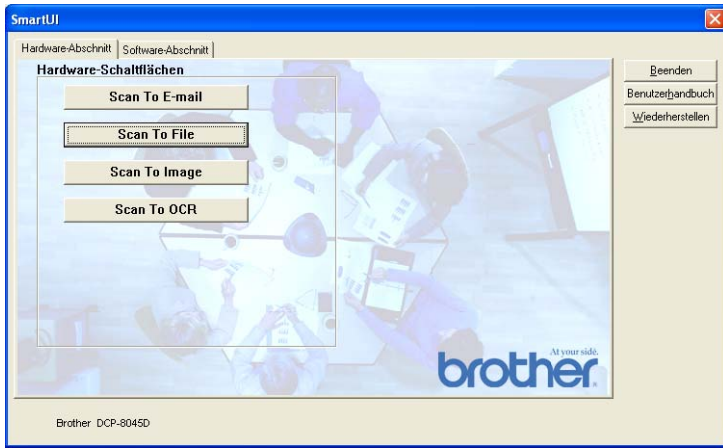 SmartUI
Hardware-Abschnitt
Software-Abschnitt
Hardware-Schaltflächen
Scan To E-mail
Scan To File
Scan To Image
Scan To OCR
Beenden
Benutzerhandbuch
Wiederherstellen
At your side.
brother
Brother DCP-8045D